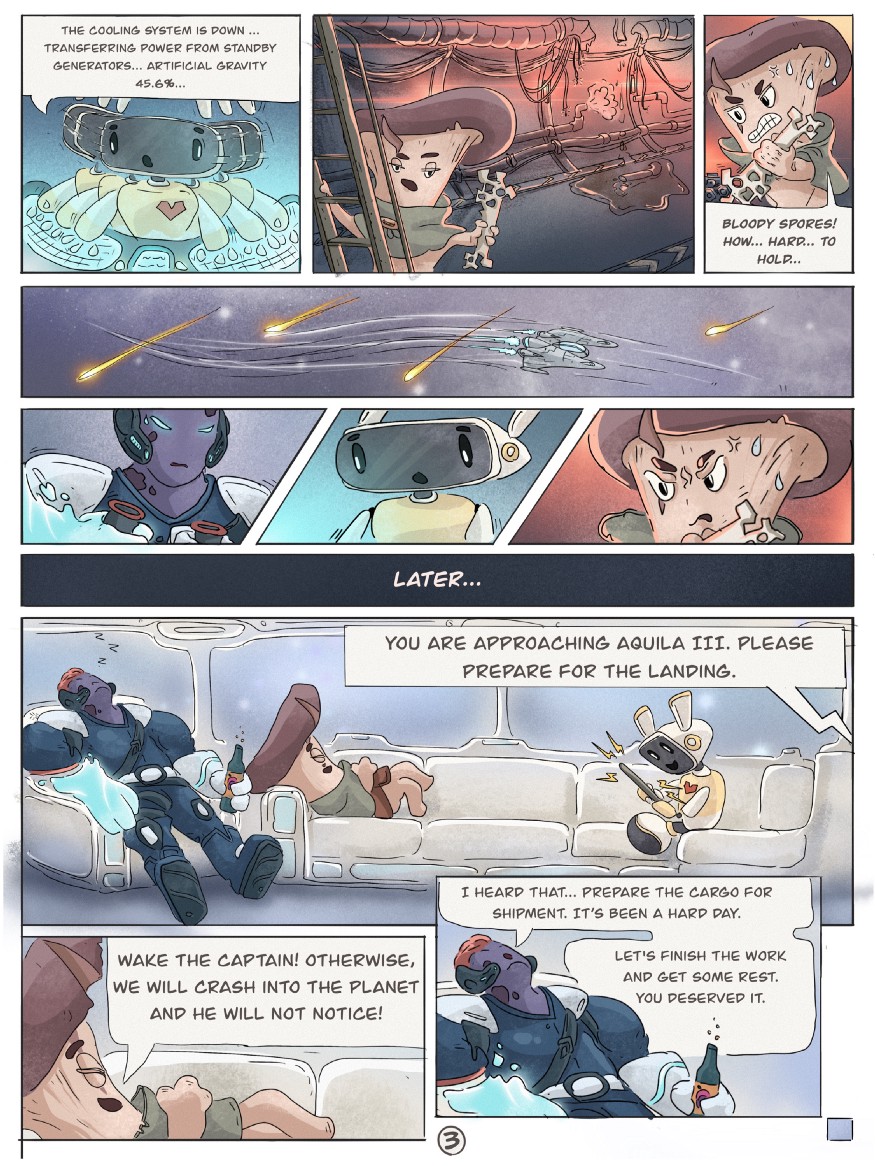 THE COOLING SYSTEM IS DOWN ...
TRANSFERRING POWER FROM STANDBY
GENERATORS... ARTIFICIAL GRAVITY
45.6%...
BLOODY SPORES!
HOW... HARD... TO
HOLD...
LATER...
z
z
z
YOU ARE APPROACHING AQUILA III. PLEASE
PREPARE FOR THE LANDING.
WAKE THE CAPTAIN! OTHERWISE,
WE WILL CRASH INTO THE PLANET
AND HE WILL NOT NOTICE!
I HEARD THAT... PREPARE THE CARGO FOR
SHIPMENT. IT'S BEEN A HARD DAY.
LET'S FINISH THE WORK
AND GET SOME REST.
YOU DESERVED IT.
3